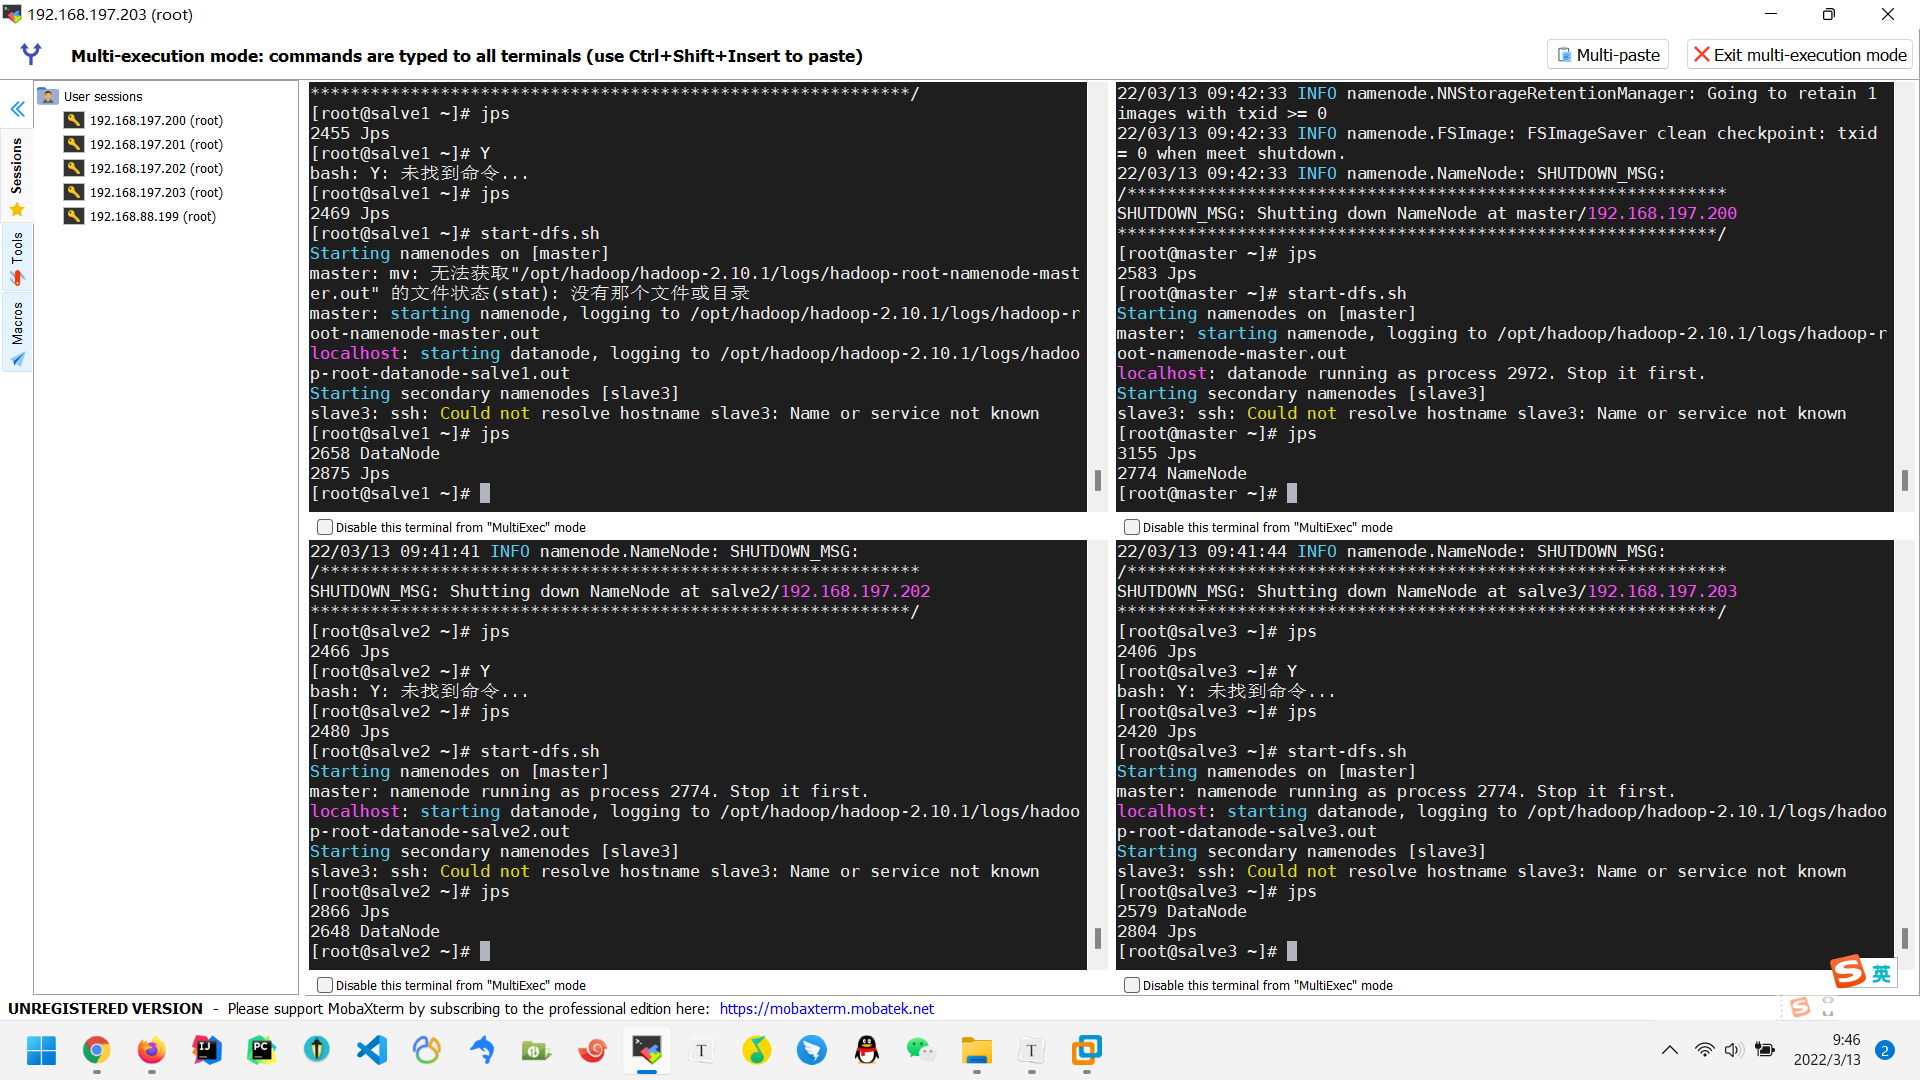 192.168.197.203 (root)
Multi-execution mode: commands are typed to all terminals (use Ctrl+Shift+Insert to paste)
Multi-paste
Exit multi-execution mode
Sessions
Tools
Macros
User sessions
192.168.197.200 (root)
192.168.197.201 (root)
192.168.197.202 (root)
192.168.197.203 (root)
192.168.88.199 (root)
************************************************************/
[root@salve1 ~]# jps
2455 Jps
[root@salve1 ~]# Y
bash: Y: 未找到命令...
[root@salve1 ~]# jps
2469 Jps
[root@salve1 ~]# start-dfs.sh
Starting namenodes on [master]
master: mv: 无法获取"/opt/hadoop/hadoop-2.10.1/logs/hadoop-root-namenode-mast
er.out" 的文件状态(stat): 没有那个文件或目录
master: starting namenode, logging to /opt/hadoop/hadoop-2.10.1/logs/hadoop-r
oot-namenode-master.out
localhost: starting datanode, logging to /opt/hadoop/hadoop-2.10.1/logs/hadoo
p-root-datanode-salve1.out
Starting secondary namenodes [slave3]
slave3: ssh: Could not resolve hostname slave3: Name or service not known
[root@salve1 ~]# jps
2658 DataNode
2875 Jps
[root@salve1 ~]#
Disable this terminal from "MultiExec" mode
22/03/13 09:42:33 INFO namenode.NNStorageRetentionManager: Going to retain 1
images with txid >= 0
22/03/13 09:42:33 INFO namenode.FSImage: FSImageSaver clean checkpoint: txid
= 0 when meet shutdown.
22/03/13 09:42:33 INFO namenode.NameNode: SHUTDOWN_MSG:
/************************************************************
SHUTDOWN_MSG: Shutting down NameNode at master/192.168.197.200
************************************************************/
[root@master ~]# jps
2583 Jps
[root@master ~]# start-dfs.sh
Starting namenodes on [master]
master: starting namenode, logging to /opt/hadoop/hadoop-2.10.1/logs/hadoop-r
oot-namenode-master.out
localhost: datanode running as process 2972. Stop it first.
Starting secondary namenodes [slave3]
slave3: ssh: Could not resolve hostname slave3: Name or service not known
[root@master ~]# jps
3155 Jps
2774 NameNode
[root@master ~]#
Disable this terminal from "MultiExec" mode
22/03/13 09:41:41 INFO namenode.NameNode: SHUTDOWN_MSG:
/************************************************************
SHUTDOWN_MSG: Shutting down NameNode at salve2/192.168.197.202
************************************************************/
[root@salve2 ~]# jps
2466 Jps
[root@salve2 ~]# Y
bash: Y: 未找到命令...
[root@salve2 ~]# jps
2480 Jps
[root@salve2 ~]# start-dfs.sh
Starting namenodes on [master]
master: namenode running as process 2774. Stop it first.
localhost: starting datanode, logging to /opt/hadoop/hadoop-2.10.1/logs/hadoo
p-root-datanode-salve2.out
Starting secondary namenodes [slave3]
slave3: ssh: Could not resolve hostname slave3: Name or service not known
[root@salve2 ~]# jps
2866 Jps
2648 DataNode
[root@salve2 ~]#
Disable this terminal from "MultiExec" mode
22/03/13 09:41:44 INFO namenode.NameNode: SHUTDOWN_MSG:
/************************************************************
SHUTDOWN_MSG: Shutting down NameNode at salve3/192.168.197.203
************************************************************/
[root@salve3 ~]# jps
2406 Jps
[root@salve3 ~]# Y
bash: Y: 未找到命令...
[root@salve3 ~]# jps
2420 Jps
[root@salve3 ~]# start-dfs.sh
Starting namenodes on [master]
master: namenode running as process 2774. Stop it first.
localhost: starting datanode, logging to /opt/hadoop/hadoop-2.10.1/logs/hadoo
p-root-datanode-salve3.out
Starting secondary namenodes [slave3]
slave3: ssh: Could not resolve hostname slave3: Name or service not known
[root@salve3 ~]# jps
2579 DataNode
2804 Jps
[root@salve3 ~]#
Disable this terminal from "MultiExec" mode
S 英
UNREGISTERED VERSION - Please support MobaXterm by subscribing to the professional edition here: https://mobaxterm.mobatek.net
IJ
PC
T
T
9:46
2022/3/13
2